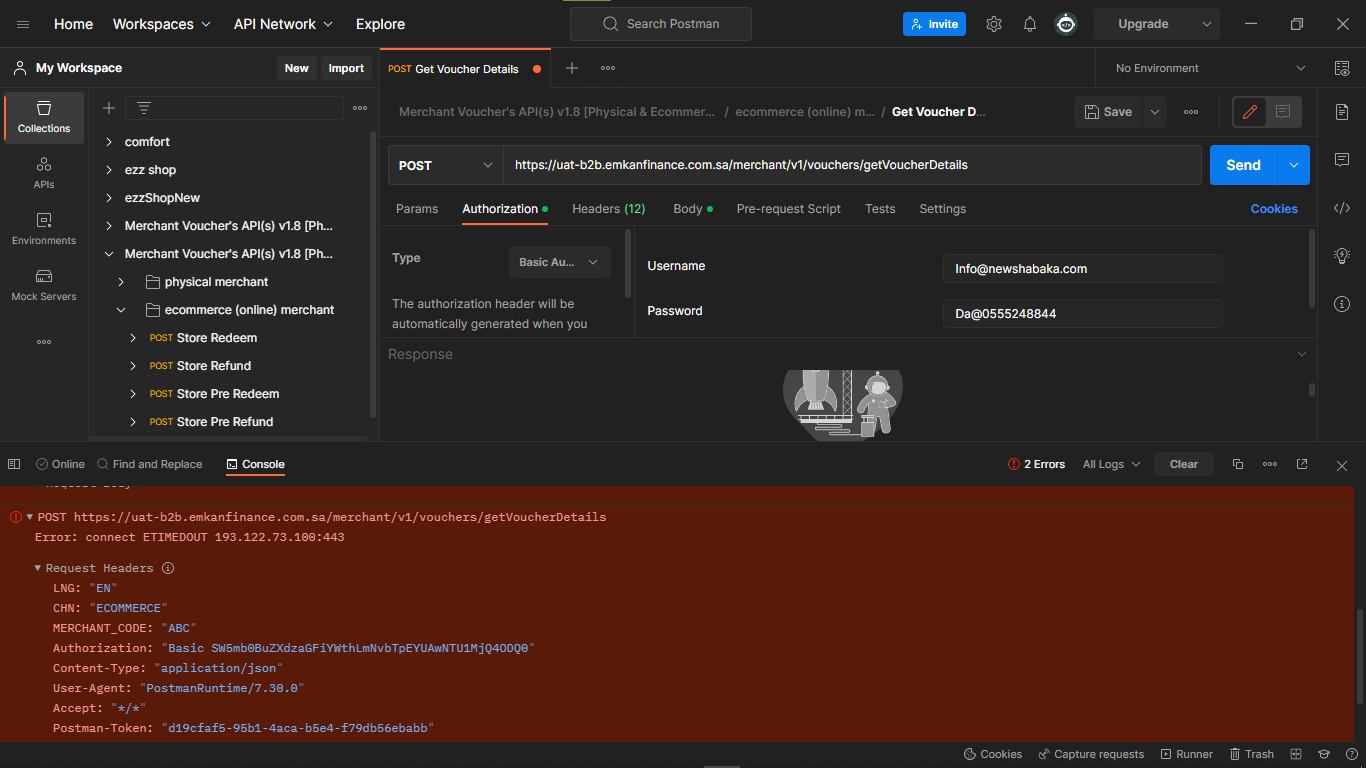 Home
Workspaces
API Network
Explore
Search Postman
Invite
Upgrade
My Workspace
New
Import
POST Get Voucher Details
No Environment
Collections
APIs
Environments
Mock Servers
comfort
ezz shop
ezzShopNew
Merchant Voucher's API(s) v1.8 [Ph...
Merchant Voucher's API(s) v1.8 [Ph...
physical merchant
ecommerce (online) merchant
POST Store Redeem
POST Store Refund
POST Store Pre Redeem
POST Store Pre Refund
Merchant Voucher's API(s) v1.8 [Physical & Ecommer... / ecommerce (online) m... / Get Voucher D...
Save
POST
https://uat-b2b.emkanfinance.com.sa/merchant/v1/vouchers/getVoucherDetails
Send
Params
Authorization
Headers (12)
Body
Pre-request Script
Tests
Settings
Cookies
Type
Basic Au...
The authorization header will be
automatically generated when you
Username
Info@newshabaka.com
Password
Da@0555248844
Response
Online
Find and Replace
Console
2 Errors
All Logs
Clear
Request Body
POST https://uat-b2b.emkanfinance.com.sa/merchant/v1/vouchers/getVoucherDetails
Error: connect ETIMEDOUT 193.122.73.100:443
Request Headers
LNG: "EN"
CHN: "ECOMMERCE"
MERCHANT_CODE: "ABC"
Authorization: "Basic SW5mb0BuZXdzaGFiYWthLmNvbTpEYUAwNTU1MjQ4ODQ0"
Content-Type: "application/json"
User-Agent: "PostmanRuntime/7.30.0"
Accept: "*/*"
Postman-Token: "d19cfaf5-95b1-4aca-b5e4-f79db56ebabb"
Cookies
Capture requests
Runner
Trash